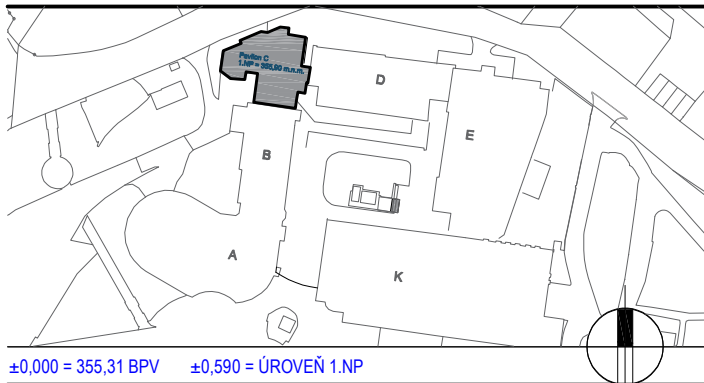 Pavilon C
1.NP = 355,90 m.n.m.
D
E
B
A
K
±0,000 = 355,31 BPV ±0,590 = ÚROVEŇ 1.NP